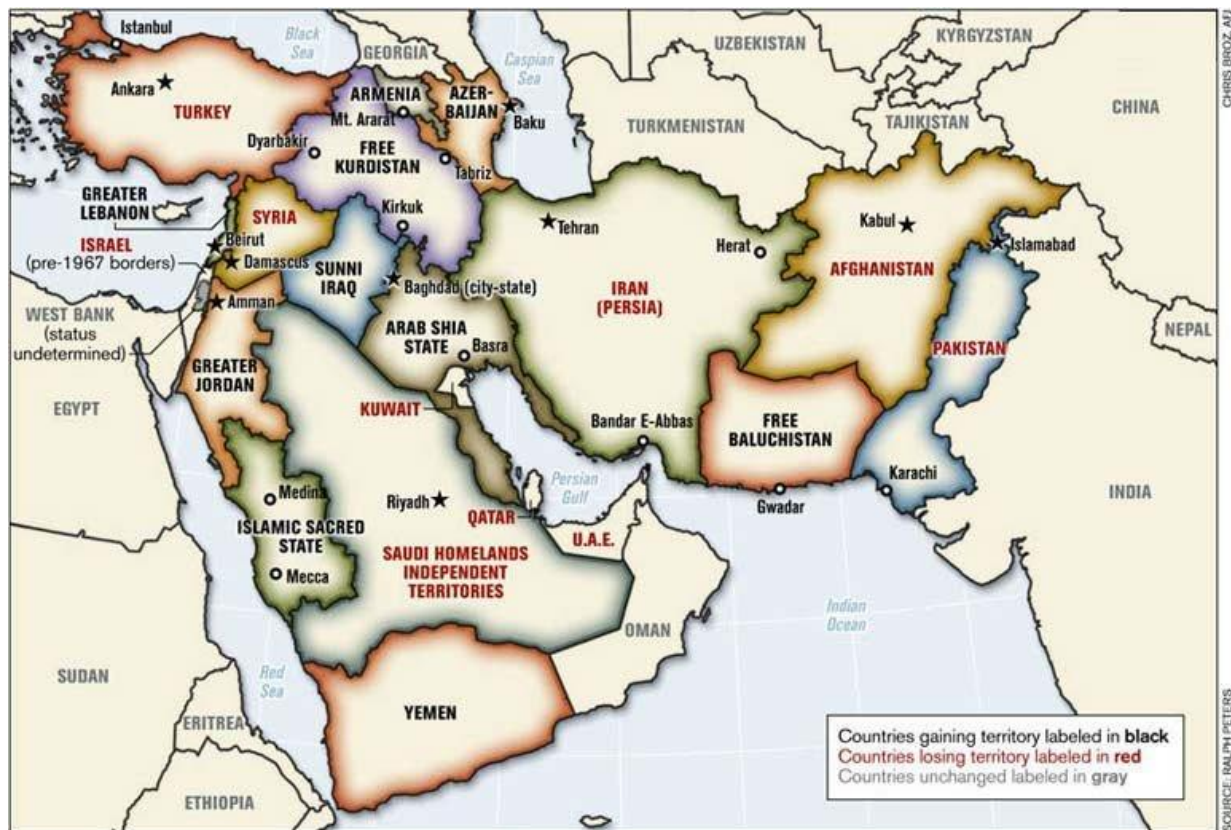 Istanbul
Black
Sea
GEORGIA
Caspian
Sea
UZBEKISTAN
KYRGYZSTAN
CHRIS BROZ, AFJ
Ankara
TURKEY
ARMENIA
AZER-
BAIJAN
Mt. Ararat
Baku
TURKMENISTAN
TAJIKISTAN
CHINA
Dyarbakir
FREE
KURDISTAN
Tabriz
GREATER
LEBANON
SYRIA
Kirkuk
Tehran
Herat
Kabul
Islamabad
ISRAEL
(pre-1967 borders)
Beirut
Damascus
SUNNI
IRAQ
Baghdad (city-state)
IRAN
(PERSIA)
AFGHANISTAN
WEST BANK
(status
undetermined)
Amman
ARAB SHIA
STATE
Basra
NEPAL
PAKISTAN
GREATER
JORDAN
EGYPT
KUWAIT
Bandar E-Abbas
FREE
BALUCHISTAN
Persian
Gulf
Karachi
Gwadar
INDIA
Medina
Riyadh
QATAR
U.A.E.
ISLAMIC SACRED
STATE
Mecca
SAUDI HOMELANDS
INDEPENDENT
TERRITORIES
OMAN
Indian
Ocean
SUDAN
Red
Sea
YEMEN
ERITREA
ETHIOPIA
Countries gaining territory labeled in black
Countries losing territory labeled in red
Countries unchanged labeled in gray
SOURCE: RALPH PETERS